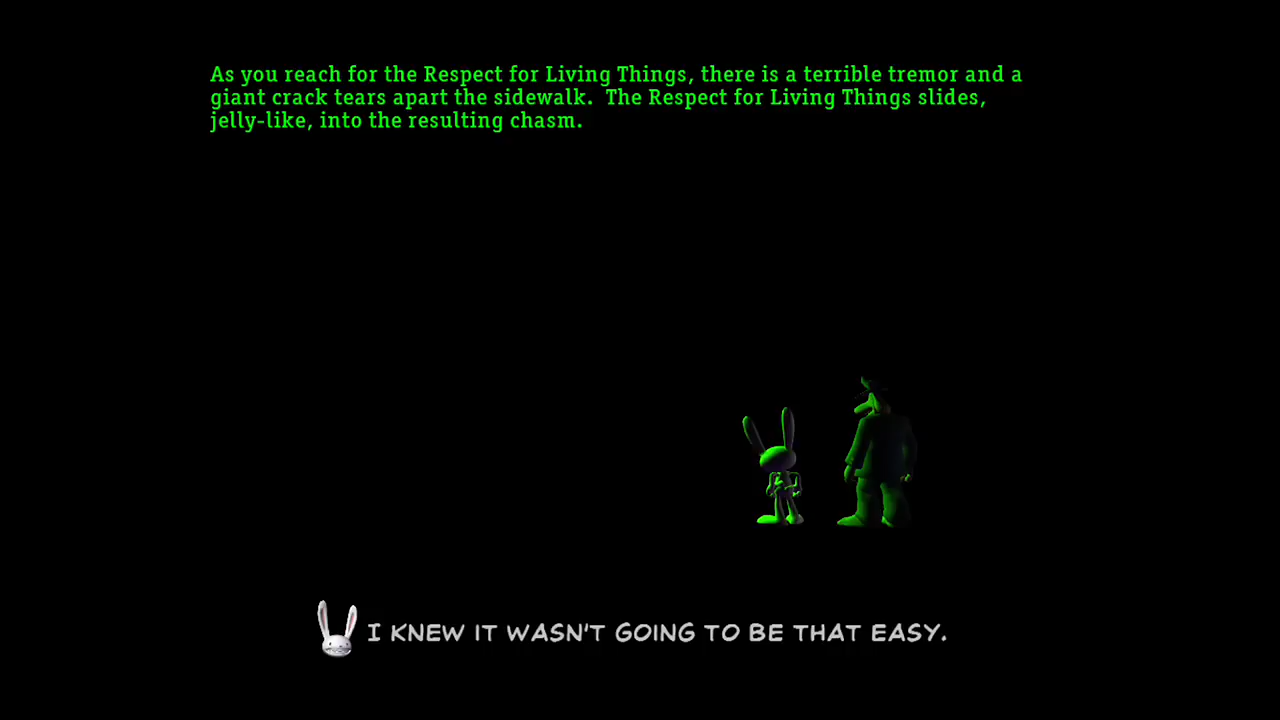 As you reach for the Respect for Living Things, there is a terrible tremor and a
giant crack tears apart the sidewalk.  The Respect for Living Things slides,
jelly-like, into the resulting chasm.
I KNEW IT WASN'T GOING TO BE THAT EASY.